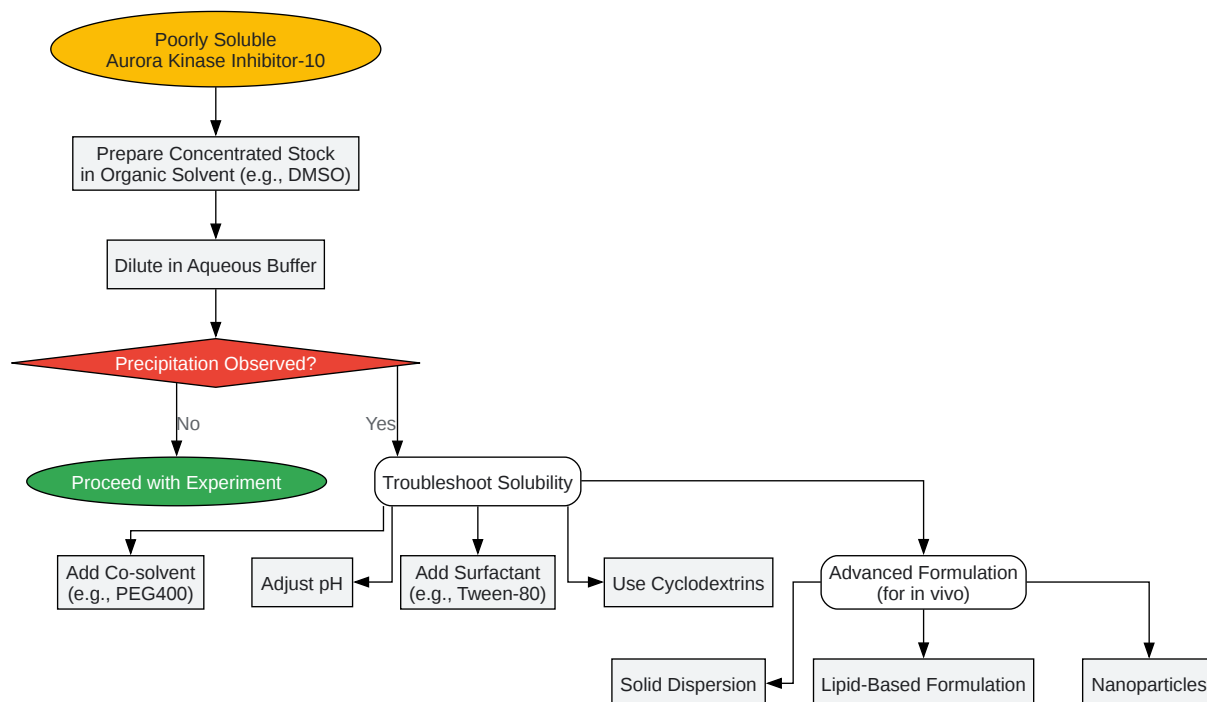 Poorly Soluble
Aurora Kinase Inhibitor-10
Prepare Concentrated Stock
in Organic Solvent (e.g., DMSO)
Dilute in Aqueous Buffer
Precipitation Observed?
No
Yes
Proceed with Experiment
Troubleshoot Solubility
Add Co-solvent
(e.g., PEG400)
Adjust pH
Add Surfactant
(e.g., Tween-80)
Use Cyclodextrins
Advanced Formulation
(for in vivo)
Solid Dispersion
Lipid-Based Formulation
Nanoparticles